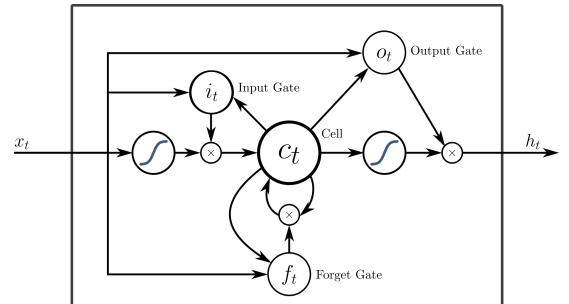 o_t Output Gate
i_t Input Gate
Cell
x_t
×
c_t
×
h_t
×
f_t Forget Gate